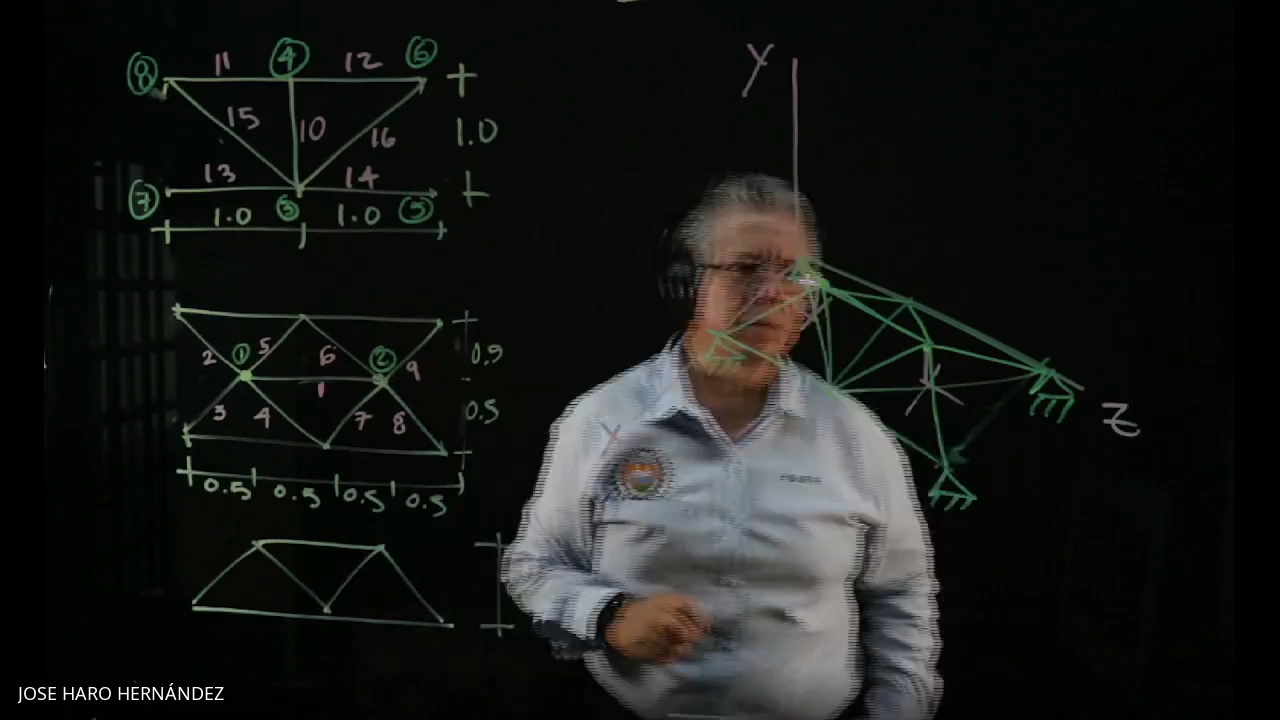 8 11 4 12 6
15 10 16 1.0
13 14
7 1.0 3 1.0 5
2 1 5 6 2 9 0.5
3 4 1 7 8 0.5
0.5 0.5 0.5 0.5
Y
X
Z
JOSE HARO HERNÁNDEZ